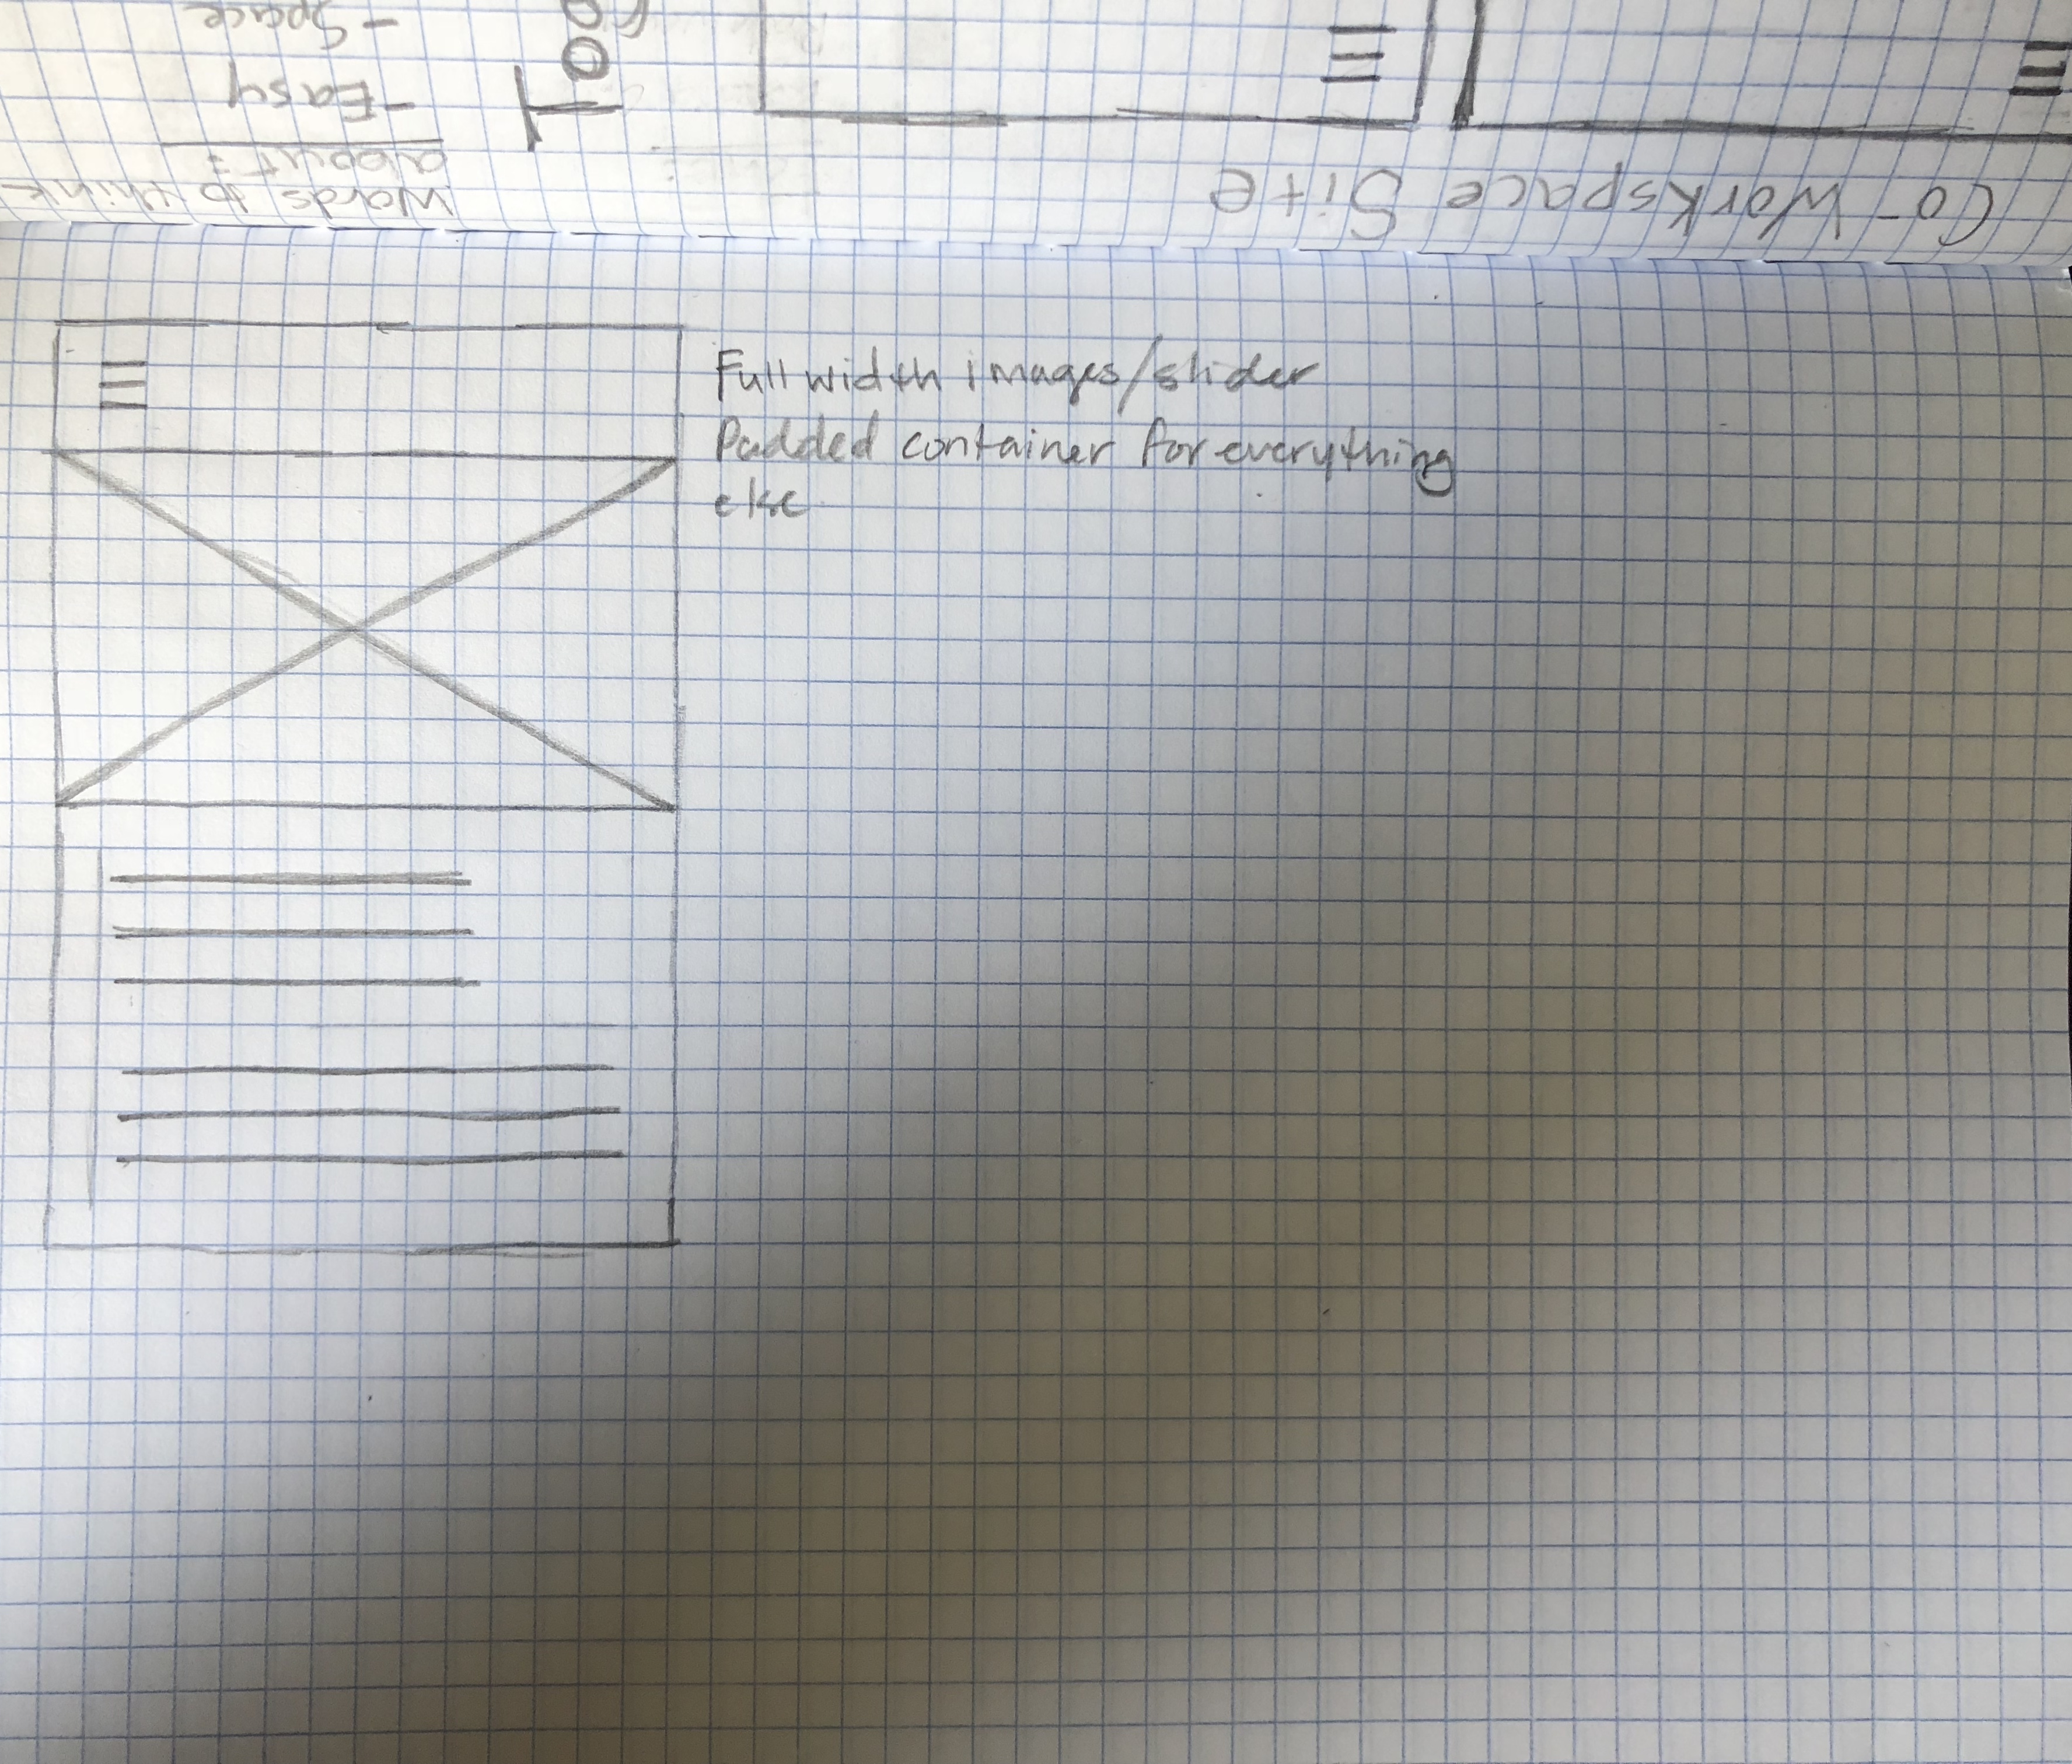 Full width images/slider
Padded container for everything
else
Co-Workspace Site
Words to think
about:
- Easy
- Space